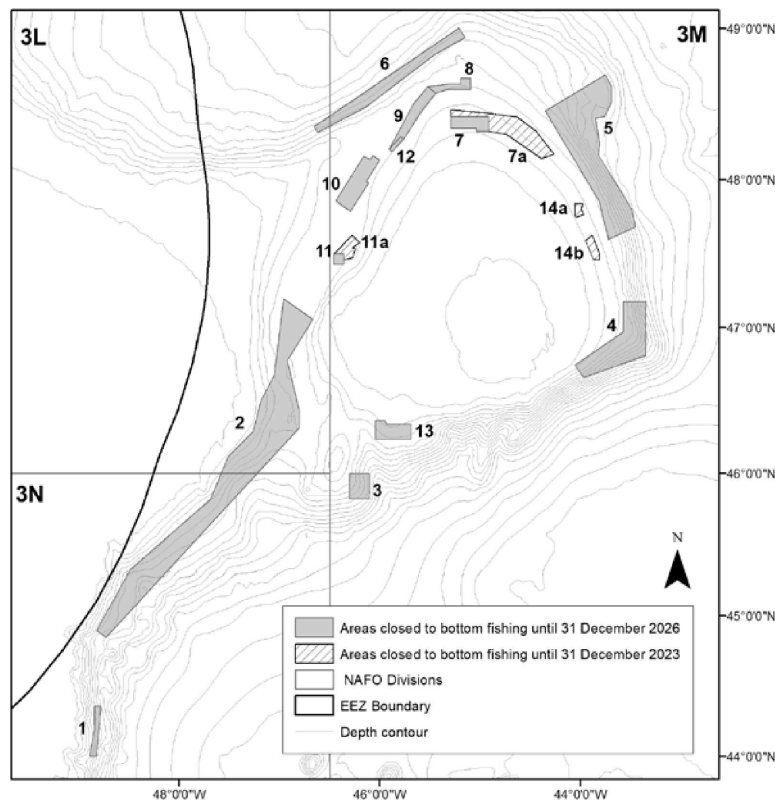 3L
3M
49°0'0"N
6
8
9
5
7
12
7a
10
48°0'0"N
14a
11
11a
14b
4
47°0'0"N
2
13
3N
3
46°0'0"N
N
45°0'0"N
Areas closed to bottom fishing until 31 December 2026
Areas closed to bottom fishing until 31 December 2023
NAFO Divisions
EEZ Boundary
Depth contour
1
44°0'0"N
48°0'0"W
46°0'0"W
44°0'0"W